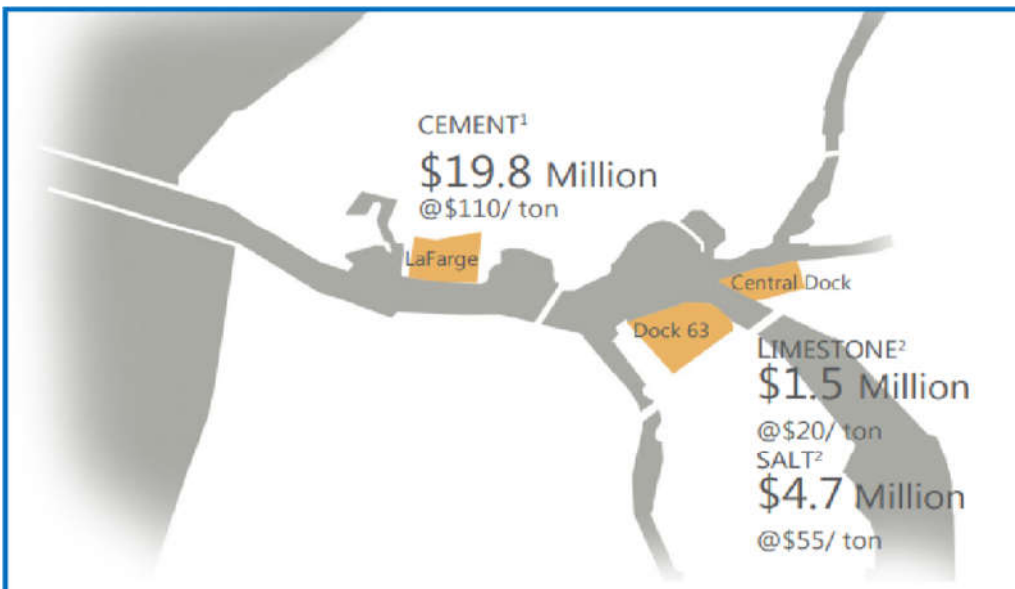 CEMENT¹
$19.8 Million
@$110/ ton
LaFarge
Central Dock
Dock 63
LIMESTONE²
$1.5 Million
@$20/ ton
SALT²
$4.7 Million
@$55/ ton